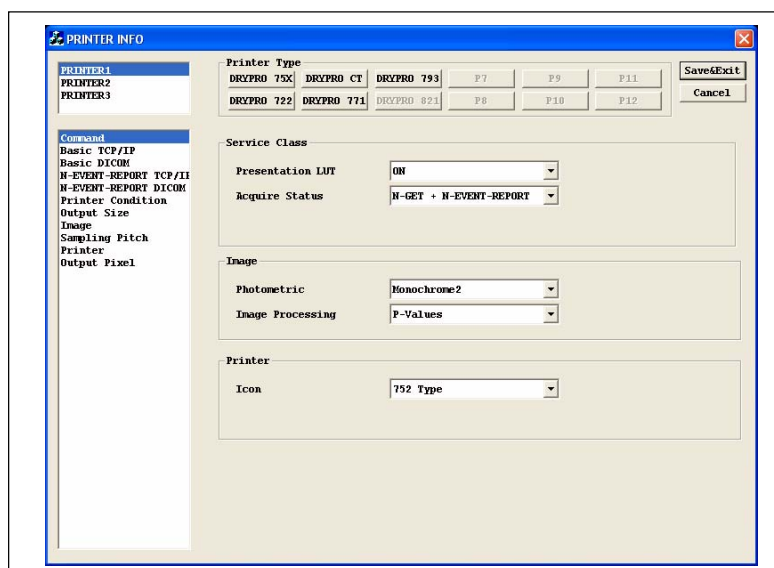 PRINTER INFO
PRINTER1
PRINTER2
PRINTER3
Command
Basic TCP/IP
Basic DICOM
N-EVENT-REPORT TCP/IP
N-EVENT-REPORT DICOM
Printer Condition
Output Size
Image
Sampling Pitch
Printer
Output Pixel
Printer Type
DRYPRO 75X DRYPRO CT DRYPRO 793 P7 P9 P11
DRYPRO 722 DRYPRO 771 DRYPRO 821 P8 P10 P12
Save&Exit
Cancel
Service Class
Presentation LUT ON
Acquire Status N-GET + N-EVENT-REPORT
Image
Photometric Monochrome2
Image Processing P-Values
Printer
Icon 752 Type